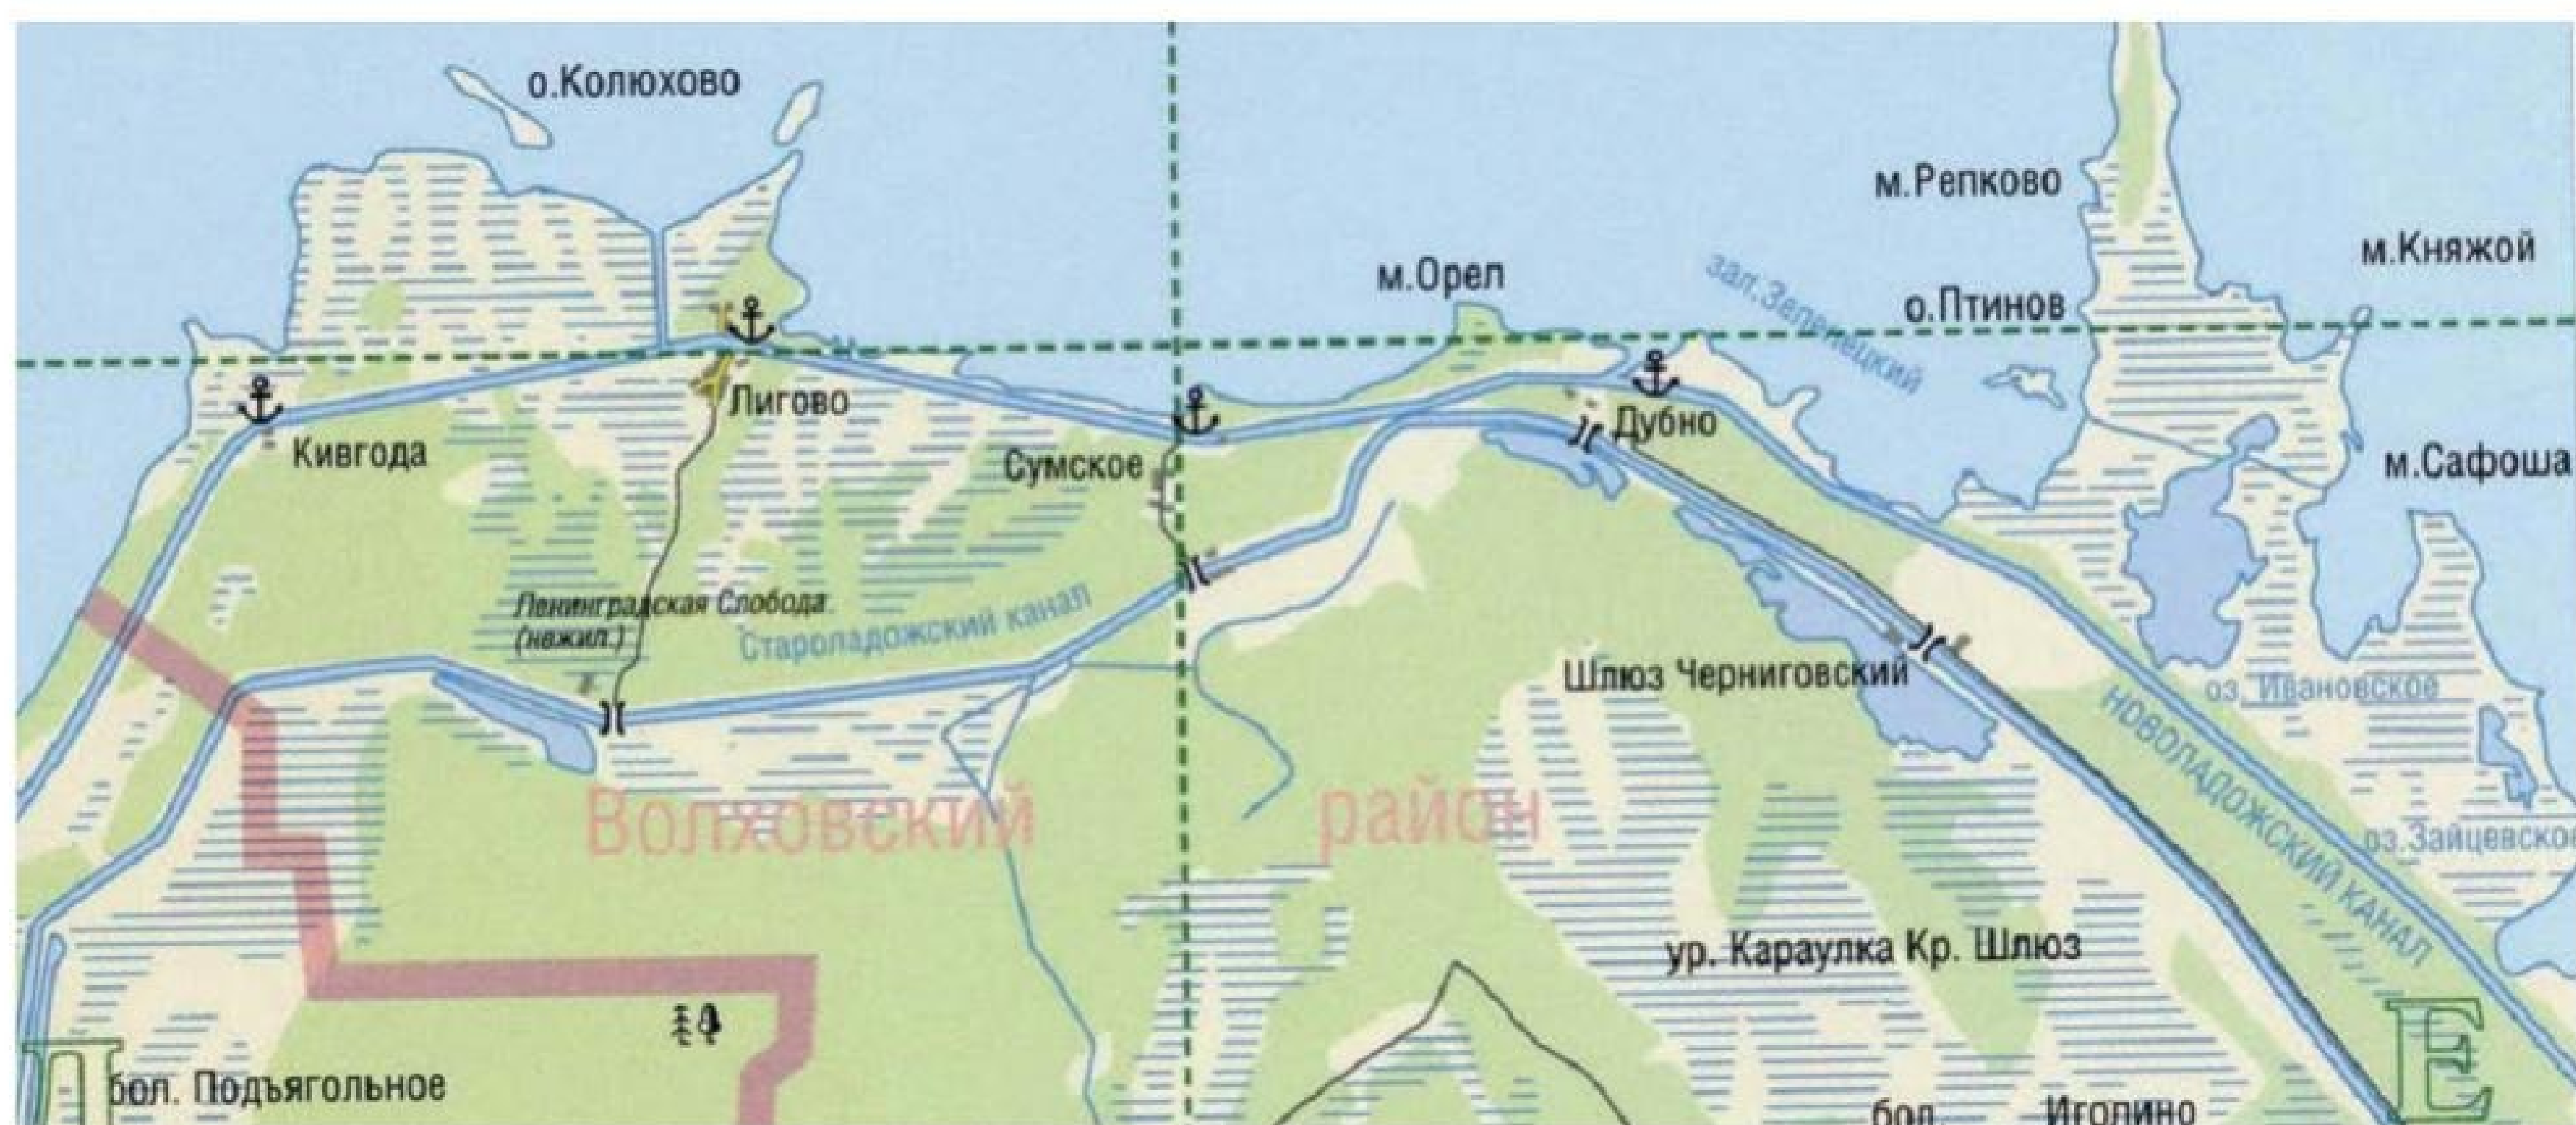 о.Колюхово
м.Репково
м.Княжой
м.Орел
зал.Зеленецкий
о.Птинов
Лигово
Дубно
Кивгода
Сумское
м.Сафоша
Ленинградская Слобода
(нежил.)
Староладожский канал
Шлюз Черниговский
оз. Ивановское
НОВОЛАДОЖСКИЙ КАНАЛ
Волховский район
оз.Зайцевское
ур. Караулка Кр. Шлюз
Д
Е
бол. Подъягольное
бол. Иголино